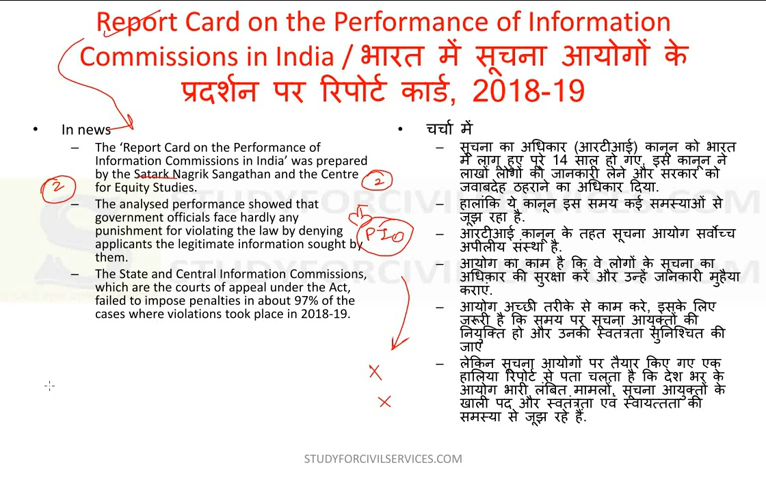 Report Card on the Performance of Information
Commissions in India / भारत में सूचना आयोगों के
प्रदर्शन पर रिपोर्ट कार्ड, 2018-19
• In news
– The ‘Report Card on the Performance of
Information Commissions in India’ was prepared
by the Satark Nagrik Sangathan and the Centre
for Equity Studies.
– The analysed performance showed that
government officials face hardly any
punishment for violating the law by denying
applicants the legitimate information sought by
them.
– The State and Central Information Commissions,
which are the courts of appeal under the Act,
failed to impose penalties in about 97% of the
cases where violations took place in 2018-19.
2
2
PIO
x
x
• चर्चा में
– सूचना का अधिकार (आरटीआई) कानून को भारत
में लागू हुए पूरे 14 साल हो गए, इस कानून ने
लाखों लोगों की जानकारी लेने और सरकार को
जवाबदेह ठहराने का अधिकार दिया.
– हालांकि ये कानून इस समय कई समस्याओं से
जूझ रहा है.
– आरटीआई कानून के तहत सूचना आयोग सर्वोच्च
अपीलीय संस्था है.
– आयोग का काम है कि वे लोगों के सूचना का
अधिकार की सुरक्षा करें और उन्हें जानकारी मुहैया
कराएं.
– आयोग अच्छी तरीके से काम करे, इसके लिए
ज़रूरी है कि समय पर सूचना आयुक्तों की
नियुक्ति हो और उनकी स्वतंत्रता सुनिश्चित की
जाए
– लेकिन सूचना आयोगों पर तैयार किए गए एक
हालिया रिपोर्ट से पता चलता है कि देश भर के
आयोग भारी लंबित मामलों, सूचना आयुक्तों के
खाली पद और स्वतंत्रता एवं स्वायत्तता की
समस्या से जूझ रहे हैं.
STUDYFORCIVILSERVICES.COM